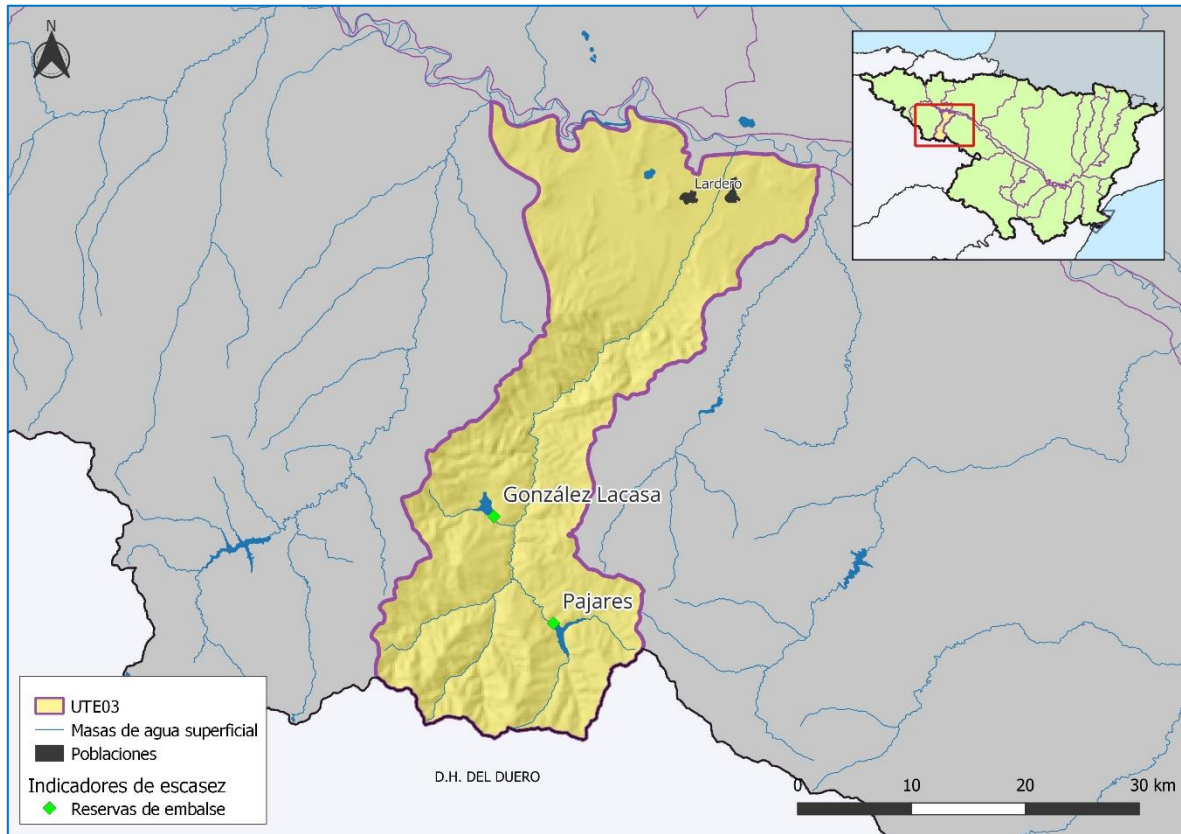 N
Lardero
González Lacasa
Pajares
UTE03
Masas de agua superficial
Poblaciones
Indicadores de escasez
Reservas de embalse
D.H. DEL DUERO
0 10 20 30 km